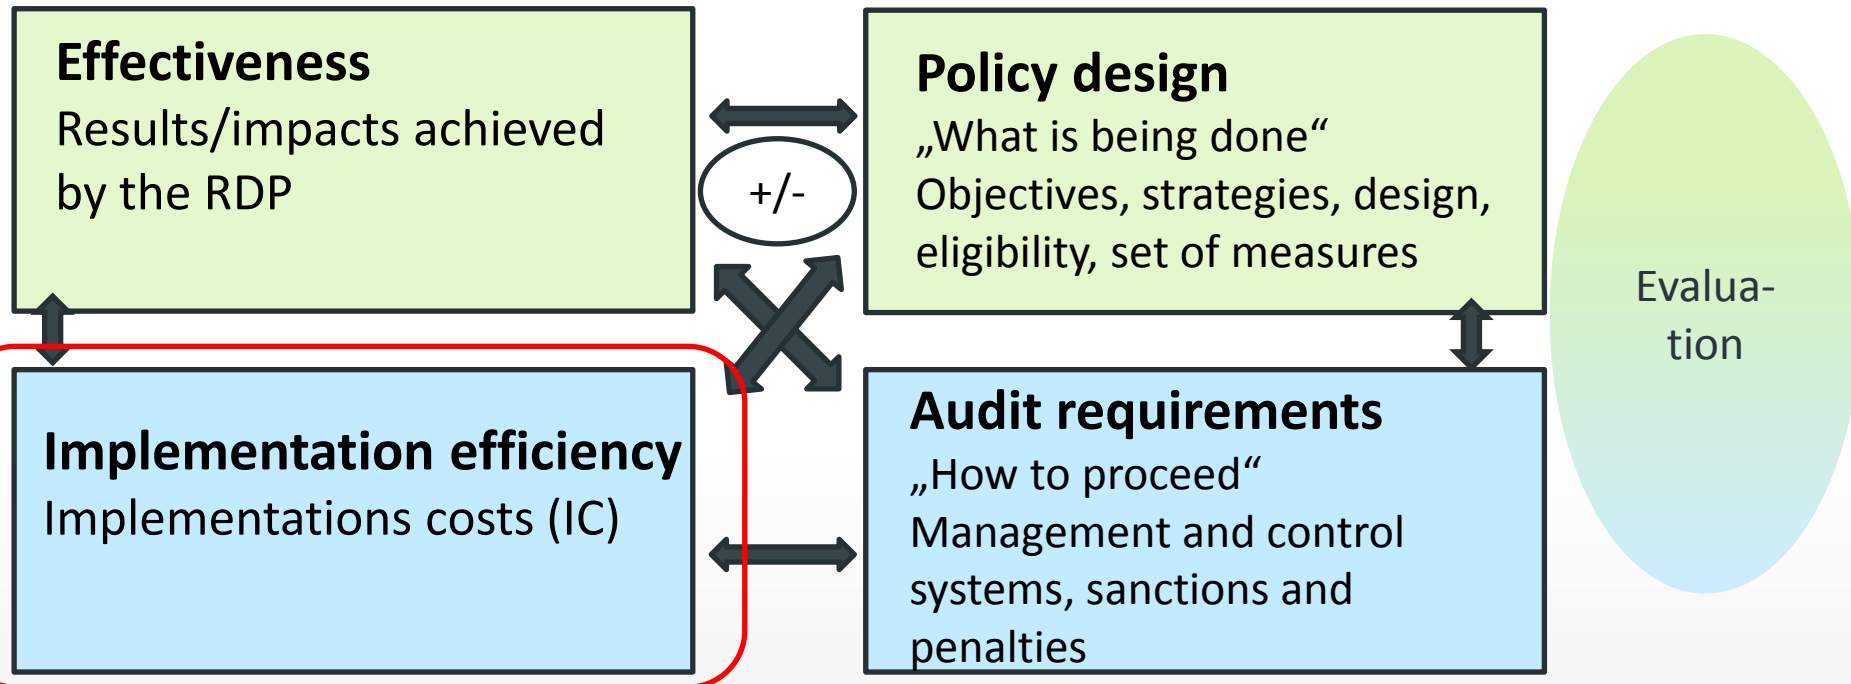 Effectiveness
Results/impacts achieved
by the RDP
+/-
Policy design
„What is being done“
Objectives, strategies, design,
eligibility, set of measures
Implementation efficiency
Implementations costs (IC)
Audit requirements
„How to proceed“
Management and control
systems, sanctions and
penalties
Evalua-
tion